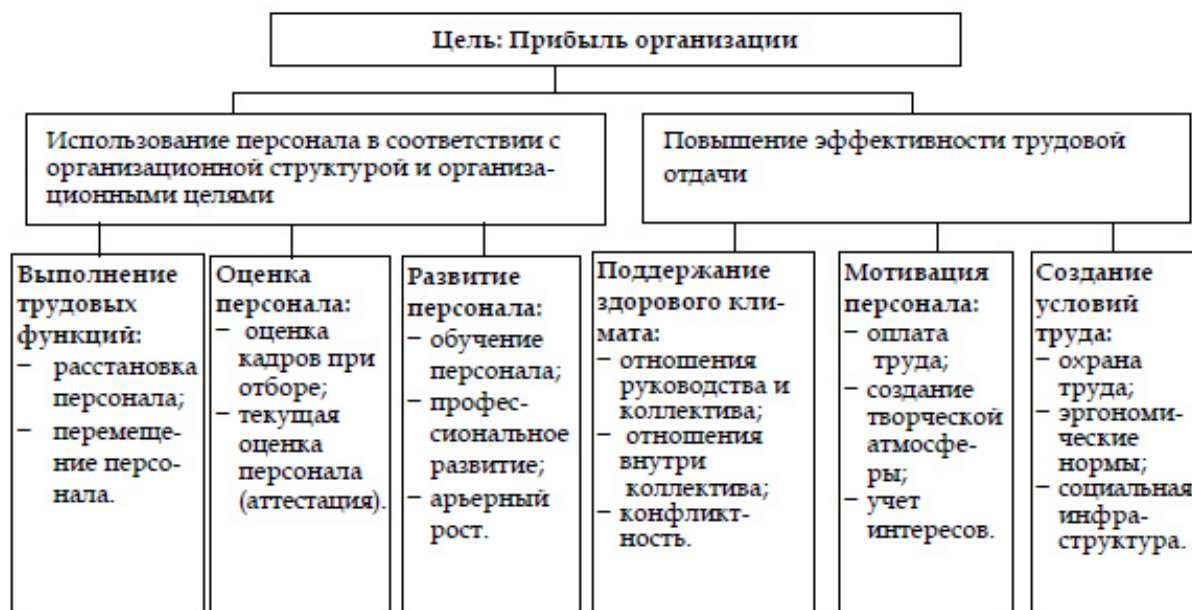 Цель: Прибыль организации
Использование персонала в соответствии с
организационной структурой и организа-
ционными целями
Повышение эффективности трудовой
отдачи
Выполнение
трудовых
функций:
− расстановка
персонала;
− перемеще-
ние персо-
нала.
Оценка
персонала:
− оценка
кадров при
отборе;
− текущая
оценка
персонала
(аттестация).
Развитие
персонала:
− обучение
персонала;
− профес-
сиональное
развитие;
− арьерный
рост.
Поддержание
здорового кли-
мата:
− отношения
руководства и
коллектива;
− отношения
внутри
коллектива;
− конфликт-
ность.
Мотивация
персонала:
− оплата
труда;
− создание
творческой
атмосфе-
ры;
− учет
интересов.
Создание
условий
труда:
− охрана
труда;
− эргономи-
ческие
нормы;
− социальная
инфра-
структура.